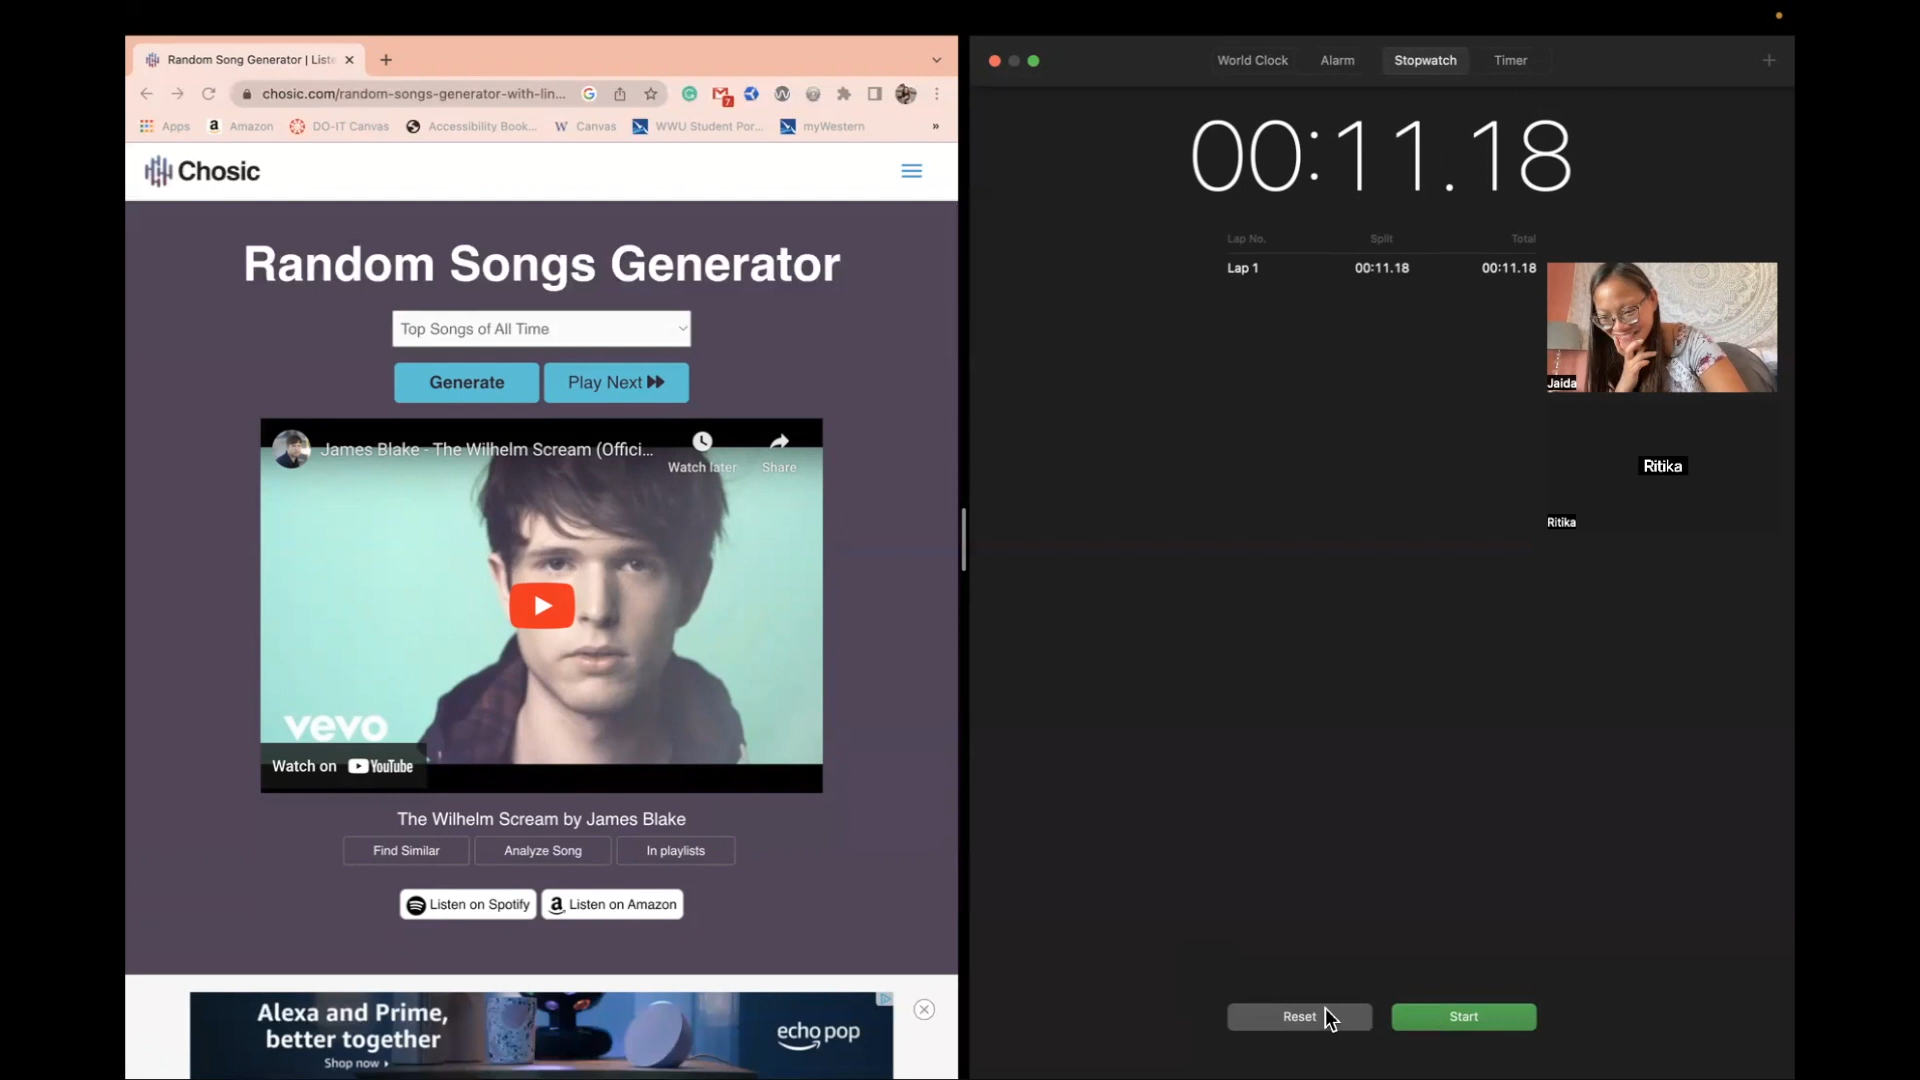 Random Song Generator | Liste
chosic.com/random-songs-generator-with-lin...
7
Apps
Amazon
DO-IT Canvas
Accessibility Book...
Canvas
WWU Student Por...
myWestern
»
Chosic
Random Songs Generator
Top Songs of All Time
Generate
Play Next
James Blake - The Wilhelm Scream (Offici...
Watch later
Share
vevo
Watch on YouTube
The Wilhelm Scream by James Blake
Find Similar
Analyze Song
In playlists
Listen on Spotify
Listen on Amazon
Alexa and Prime,
better together
Shop now
echo pop
World Clock
Alarm
Stopwatch
Timer
00:11.18
Lap No. Split Total
Lap 1 00:11.18 00:11.18
Jaida
Ritika
Ritika
Reset
Start